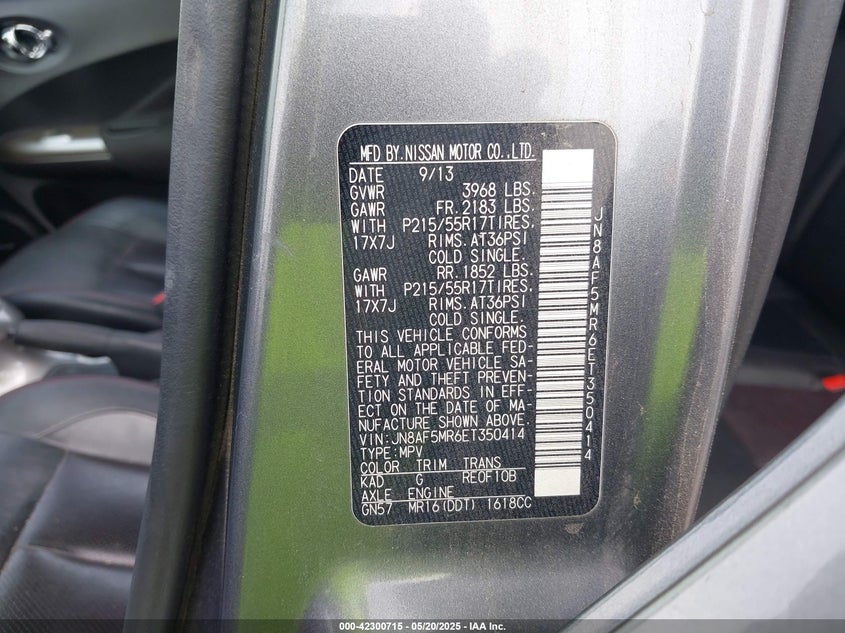 MFD BY.NISSAN MOTOR CO.,LTD.
DATE 9/13
GVWR 3968 LBS.
GAWR FR.2183 LBS.
WITH P215/55R17TIRES.
17X7J RIMS.AT36PSI
COLD SINGLE.
GAWR RR.1852 LBS.
WITH P215/55R17TIRES.
17X7J RIMS.AT36PSI
COLD SINGLE.
THIS VEHICLE CONFORMS
TO ALL APPLICABLE FED-
ERAL MOTOR VEHICLE SA-
FETY AND THEFT PREVEN-
TION STANDARDS IN EFF-
ECT ON THE DATE OF MA-
NUFACTURE SHOWN ABOVE.
VIN:JN8AF5MR6ET350414
TYPE:MPV
COLOR TRIM TRANS
KAD G RE0F10B
AXLE ENGINE
GN57 MR16(DDT) 1618CC
JN8AF5MR6ET350414
000-42300715 - 05/20/2025 - IAA Inc.